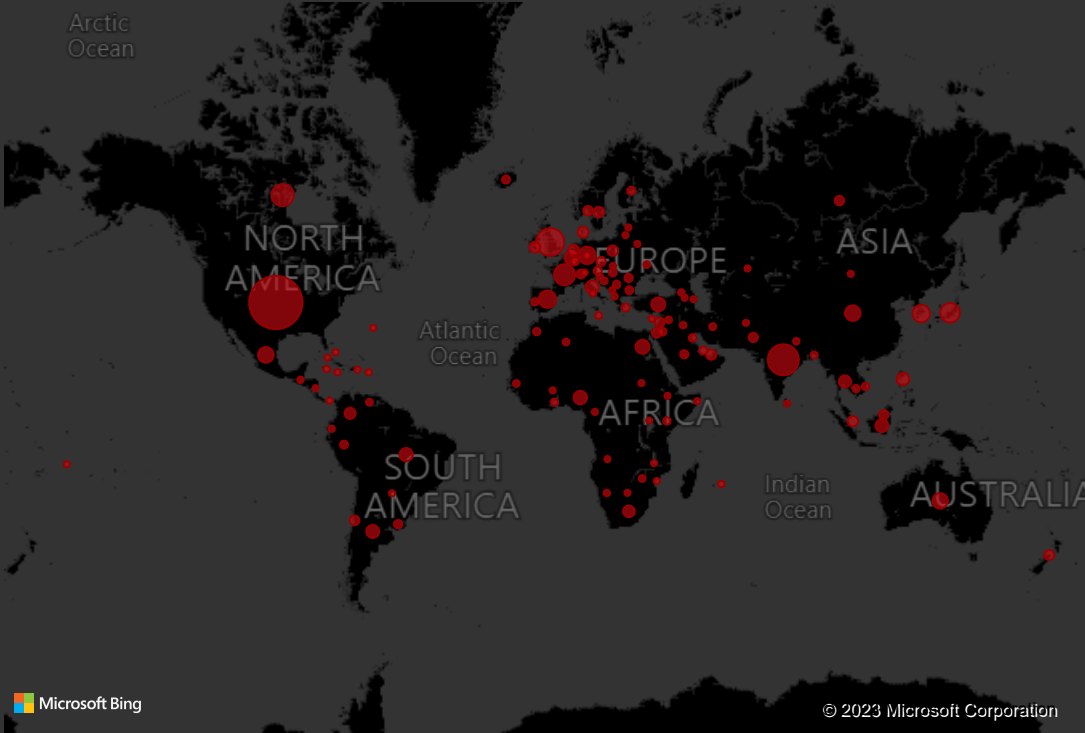 Arctic
Ocean
NORTH
AMERICA
EUROPE
ASIA
Atlantic
Ocean
AFRICA
SOUTH
AMERICA
Indian
Ocean
AUSTRALIA
Microsoft Bing
© 2023 Microsoft Corporation